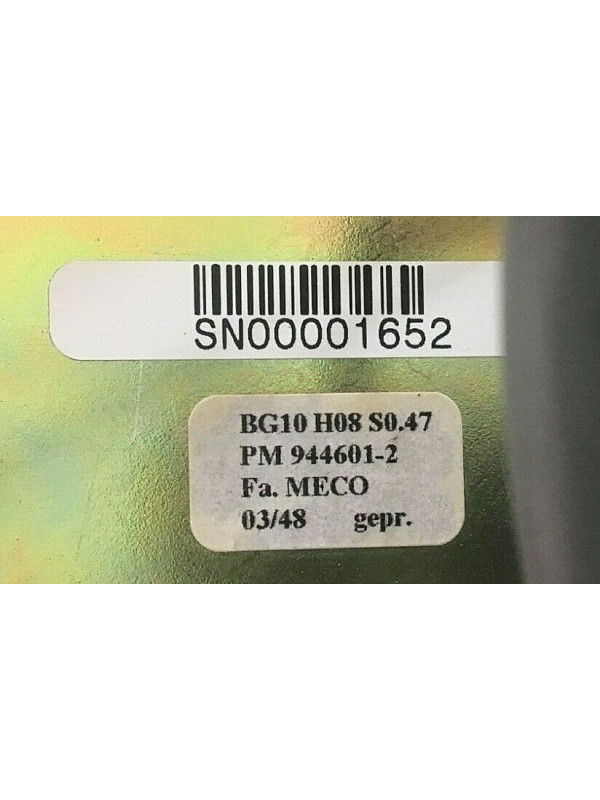 SN00001652
BG10 H08 S0.47
PM 944601-2
Fa. MECO
03/48 gepr.